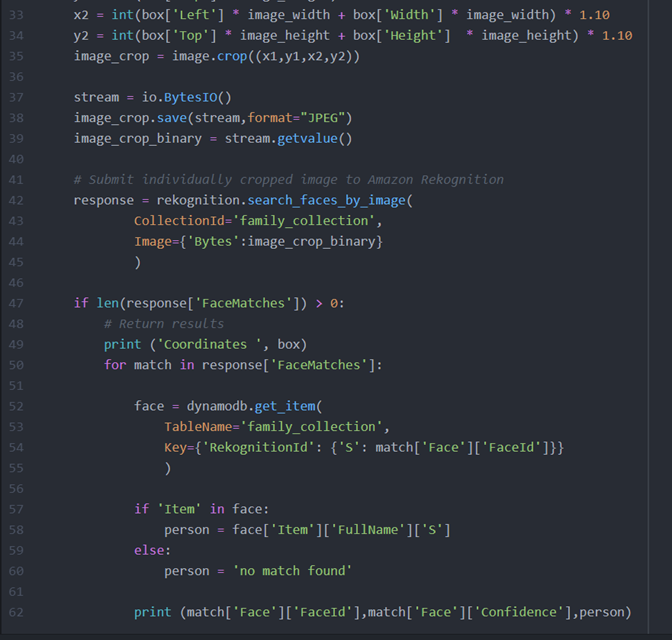 33 x2 = int(box['Left'] * image_width + box['Width'] * image_width) * 1.10
34 y2 = int(box['Top'] * image_height + box['Height']  * image_height) * 1.10
35 image_crop = image.crop((x1,y1,x2,y2))
36
37 stream = io.BytesIO()
38 image_crop.save(stream,format="JPEG")
39 image_crop_binary = stream.getvalue()
40
41 # Submit individually cropped image to Amazon Rekognition
42 response = rekognition.search_faces_by_image(
43         CollectionId='family_collection',
44         Image={'Bytes':image_crop_binary}
45         )
46
47 if len(response['FaceMatches']) > 0:
48     # Return results
49     print ('Coordinates ', box)
50     for match in response['FaceMatches']:
51
52         face = dynamodb.get_item(
53             TableName='family_collection',
54             Key={'RekognitionId': {'S': match['Face']['FaceId']}}
55             )
56
57         if 'Item' in face:
58             person = face['Item']['FullName']['S']
59         else:
60             person = 'no match found'
61
62         print (match['Face']['FaceId'],match['Face']['Confidence'],person)